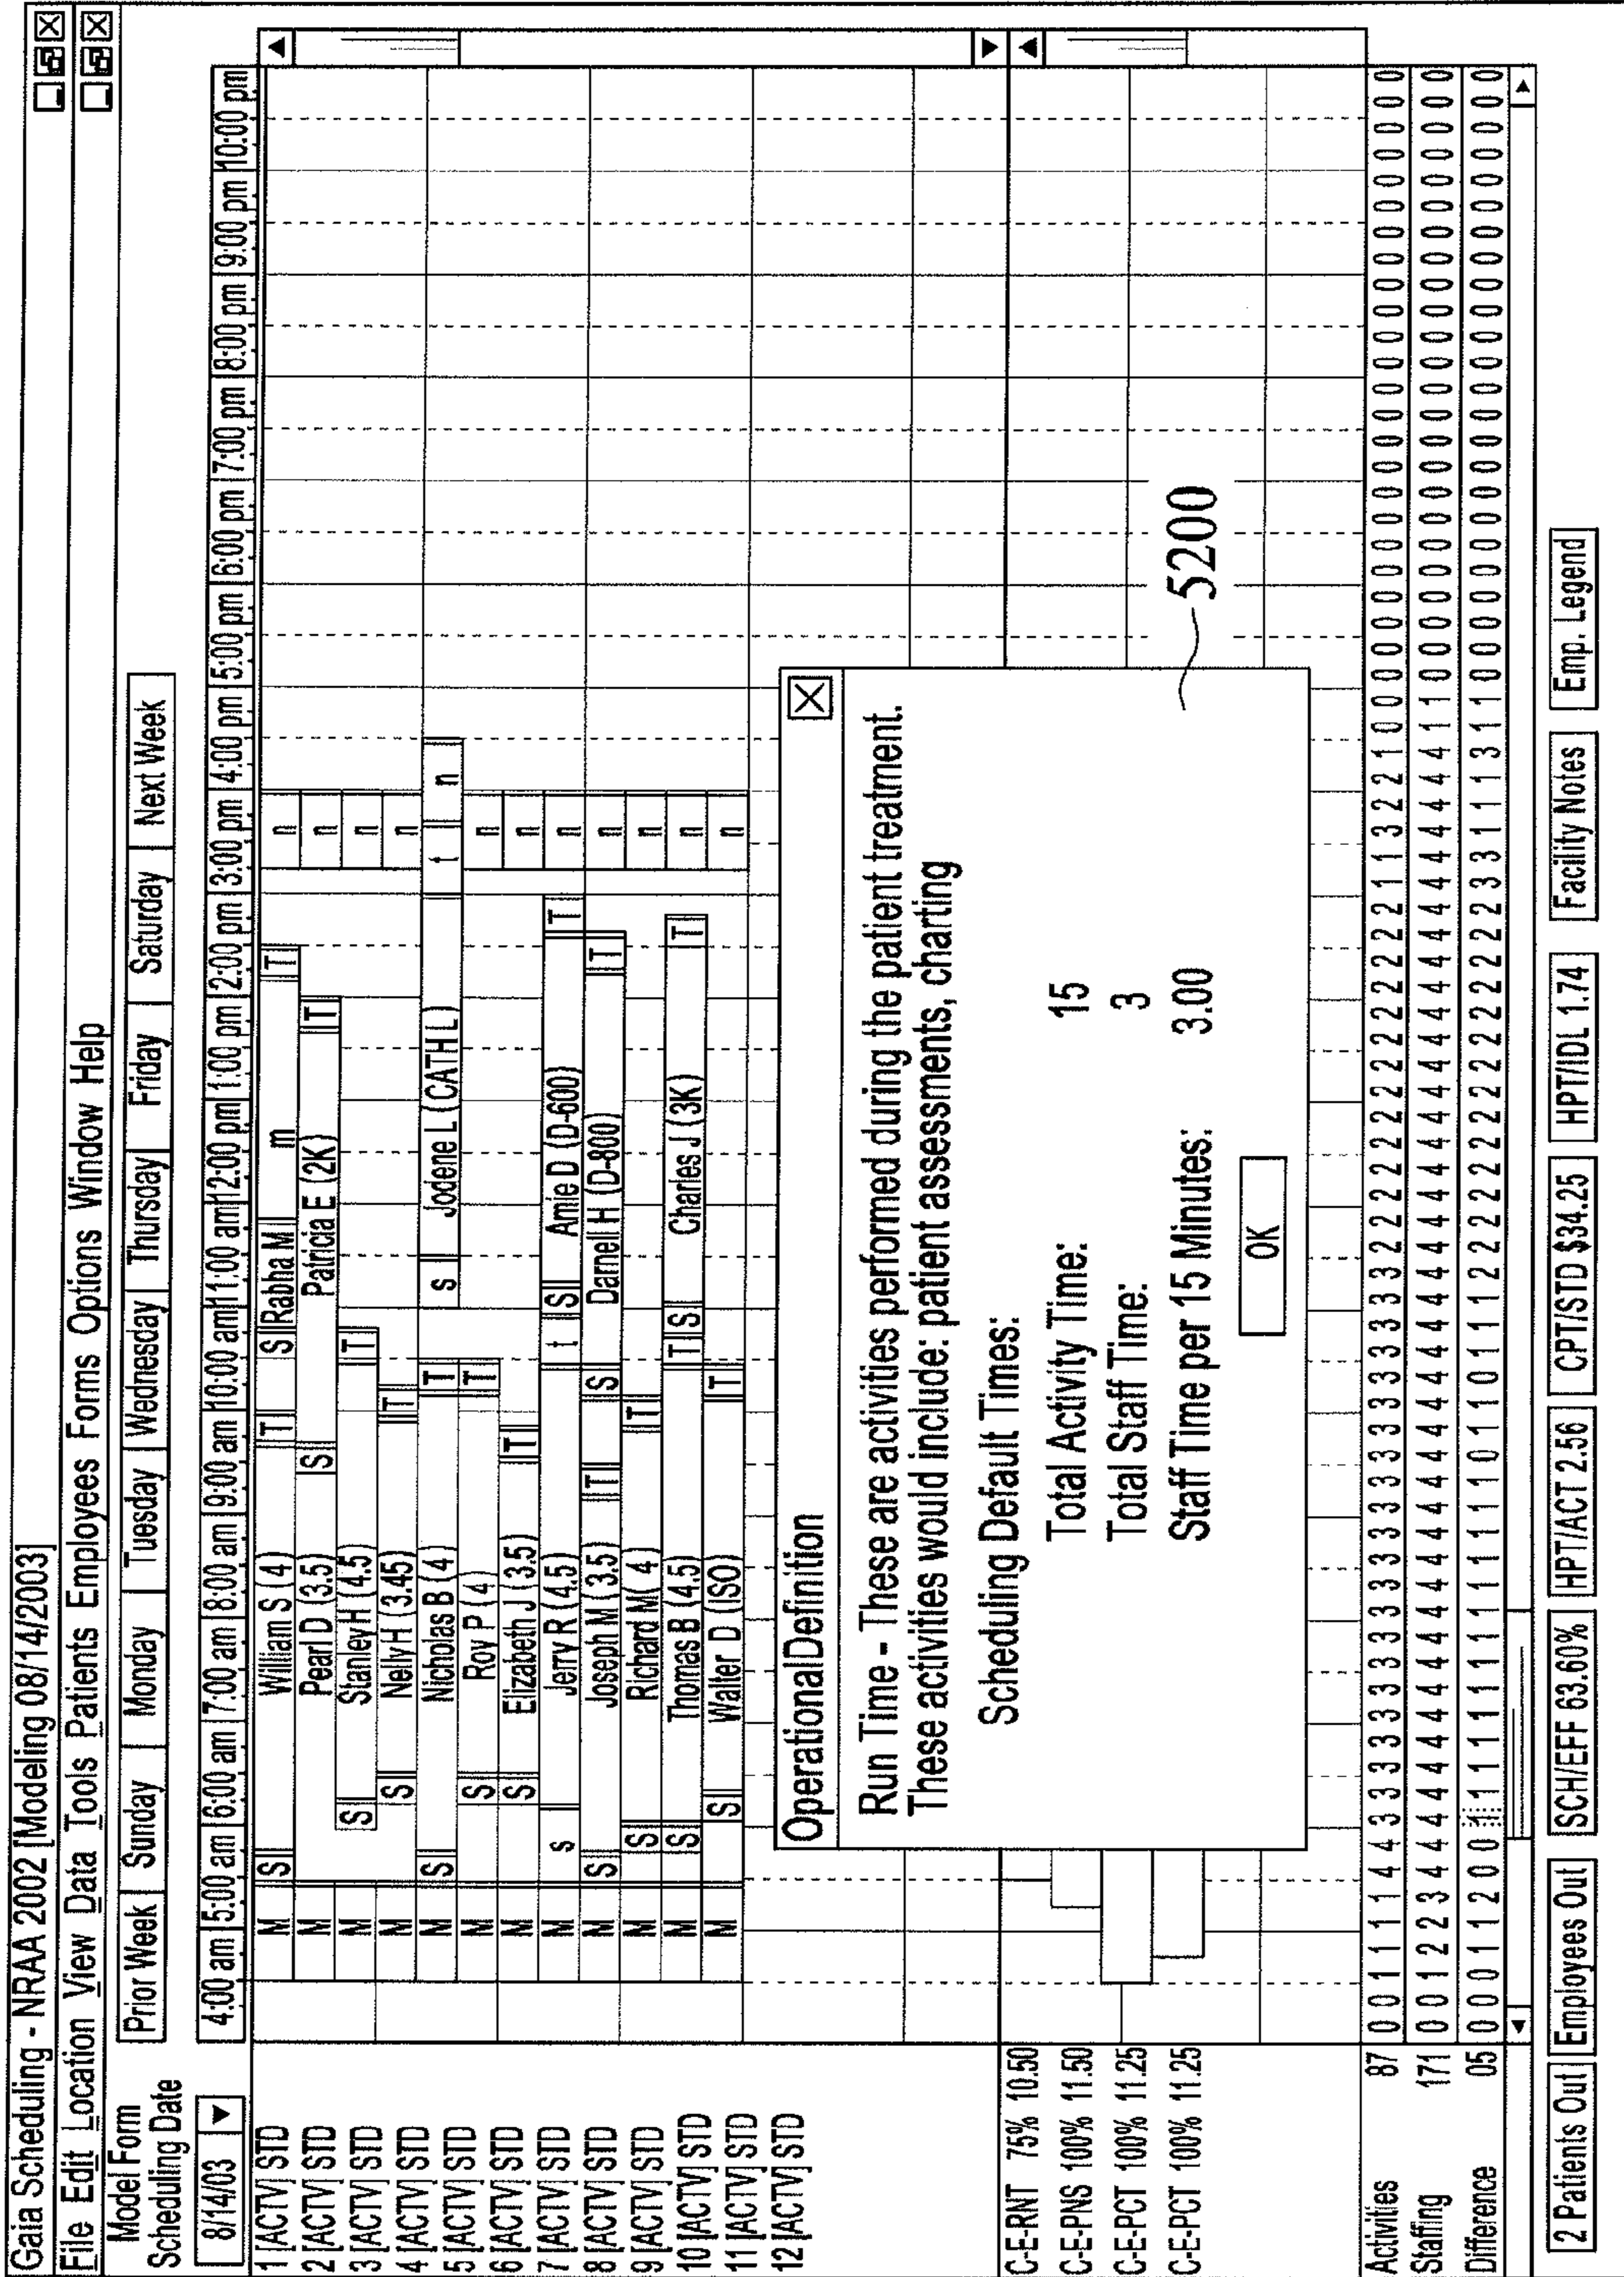 Gaia Scheduling - NRAA 2002 [Modeling 08/14/2003]
File Edit Location View Data Tools Patients Employees Forms Options Window Help
Model Form
Scheduling Date
Prior Week Sunday Monday Tuesday Wednesday Thursday Friday Saturday Next Week
8/14/03
4:00 am 5:00 am 6:00 am 7:00 am 8:00 am 9:00 am 10:00 am 11:00 am 12:00 pm 1:00 pm 2:00 pm 3:00 pm 4:00 pm 5:00 pm 6:00 pm 7:00 pm 8:00 pm 9:00 pm 10:00 pm
1 [ACTV] STD M S William S (4) T S Rabha M m T n
2 [ACTV] STD M Pearl D (3.5) S Patricia E (2K) T n
3 [ACTV] STD M S Stanley H (4.5) T n
4 [ACTV] STD M S Nelly H (3.45) T n
5 [ACTV] STD M S Nicholas B (4) T s Jodene L (CATHL) t n
6 [ACTV] STD M S Roy P (4) T n
7 [ACTV] STD M S Elizabeth J (3.5) T n
8 [ACTV] STD M s Jerry R (4.5) t S Amie D (D-600) T n
9 [ACTV] STD M S Joseph M (3.5) T S Darnell H (D-800) T n
10 [ACTV] STD M S Richard M( 4) T n
11 [ACTV] STD M S Thomas B (4.5) T S Charles J (3K) T n
12 [ACTV] STD M S Walter D (ISO) T n
OperationalDefinition
Run Time - These are activities performed during the patient treatment.
These activities would include: patient assessments, charting
Scheduling Default Times:
Total Activity Time: 15
Total Staff Time: 3
Staff Time per 15 Minutes: 3.00
OK
5200
C-E-RNT 75% 10.50
C-E-PNS 100% 11.50
C-E-PCT 100% 11.25
C-E-PCT 100% 11.25
Activities 87
Staffing 171
Difference 05
2 Patients Out Employees Out SCH/EFF 63.60% HPT/ACT 2.56 CPT/STD $34.25 HPT/IDL 1.74 Facility Notes Emp. Legend